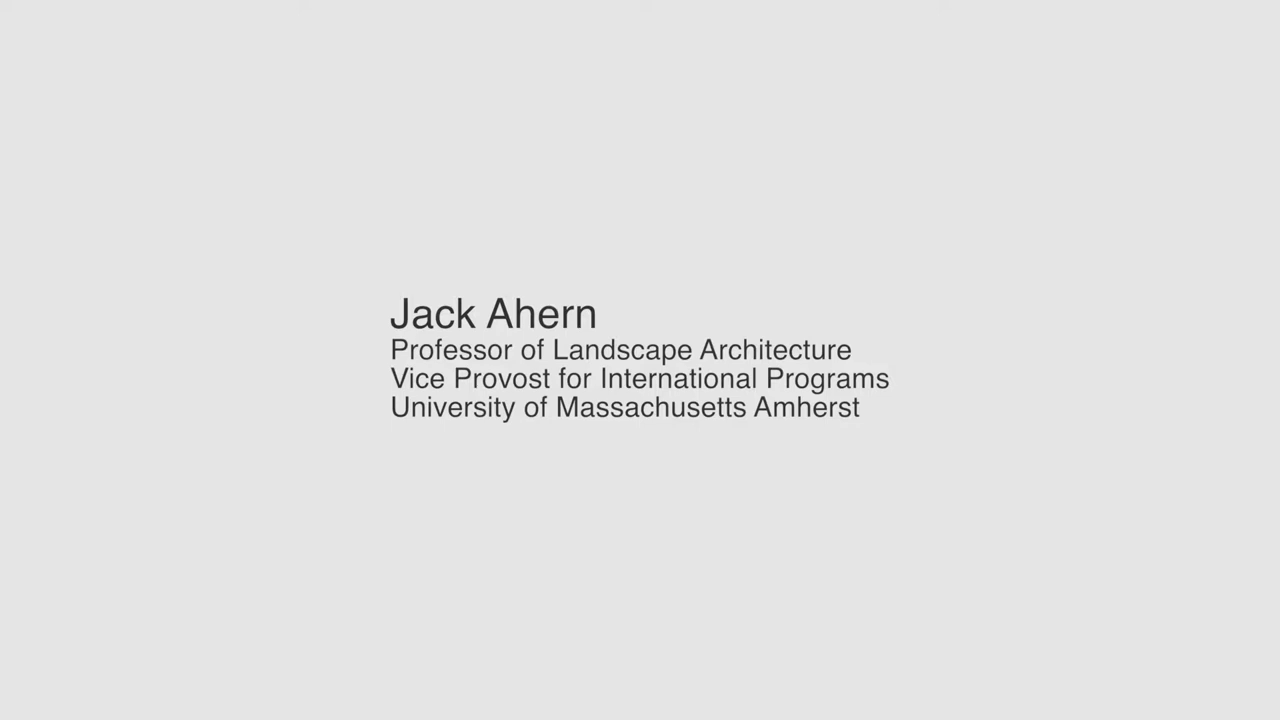 Jack Ahern
Professor of Landscape Architecture
Vice Provost for International Programs
University of Massachusetts Amherst